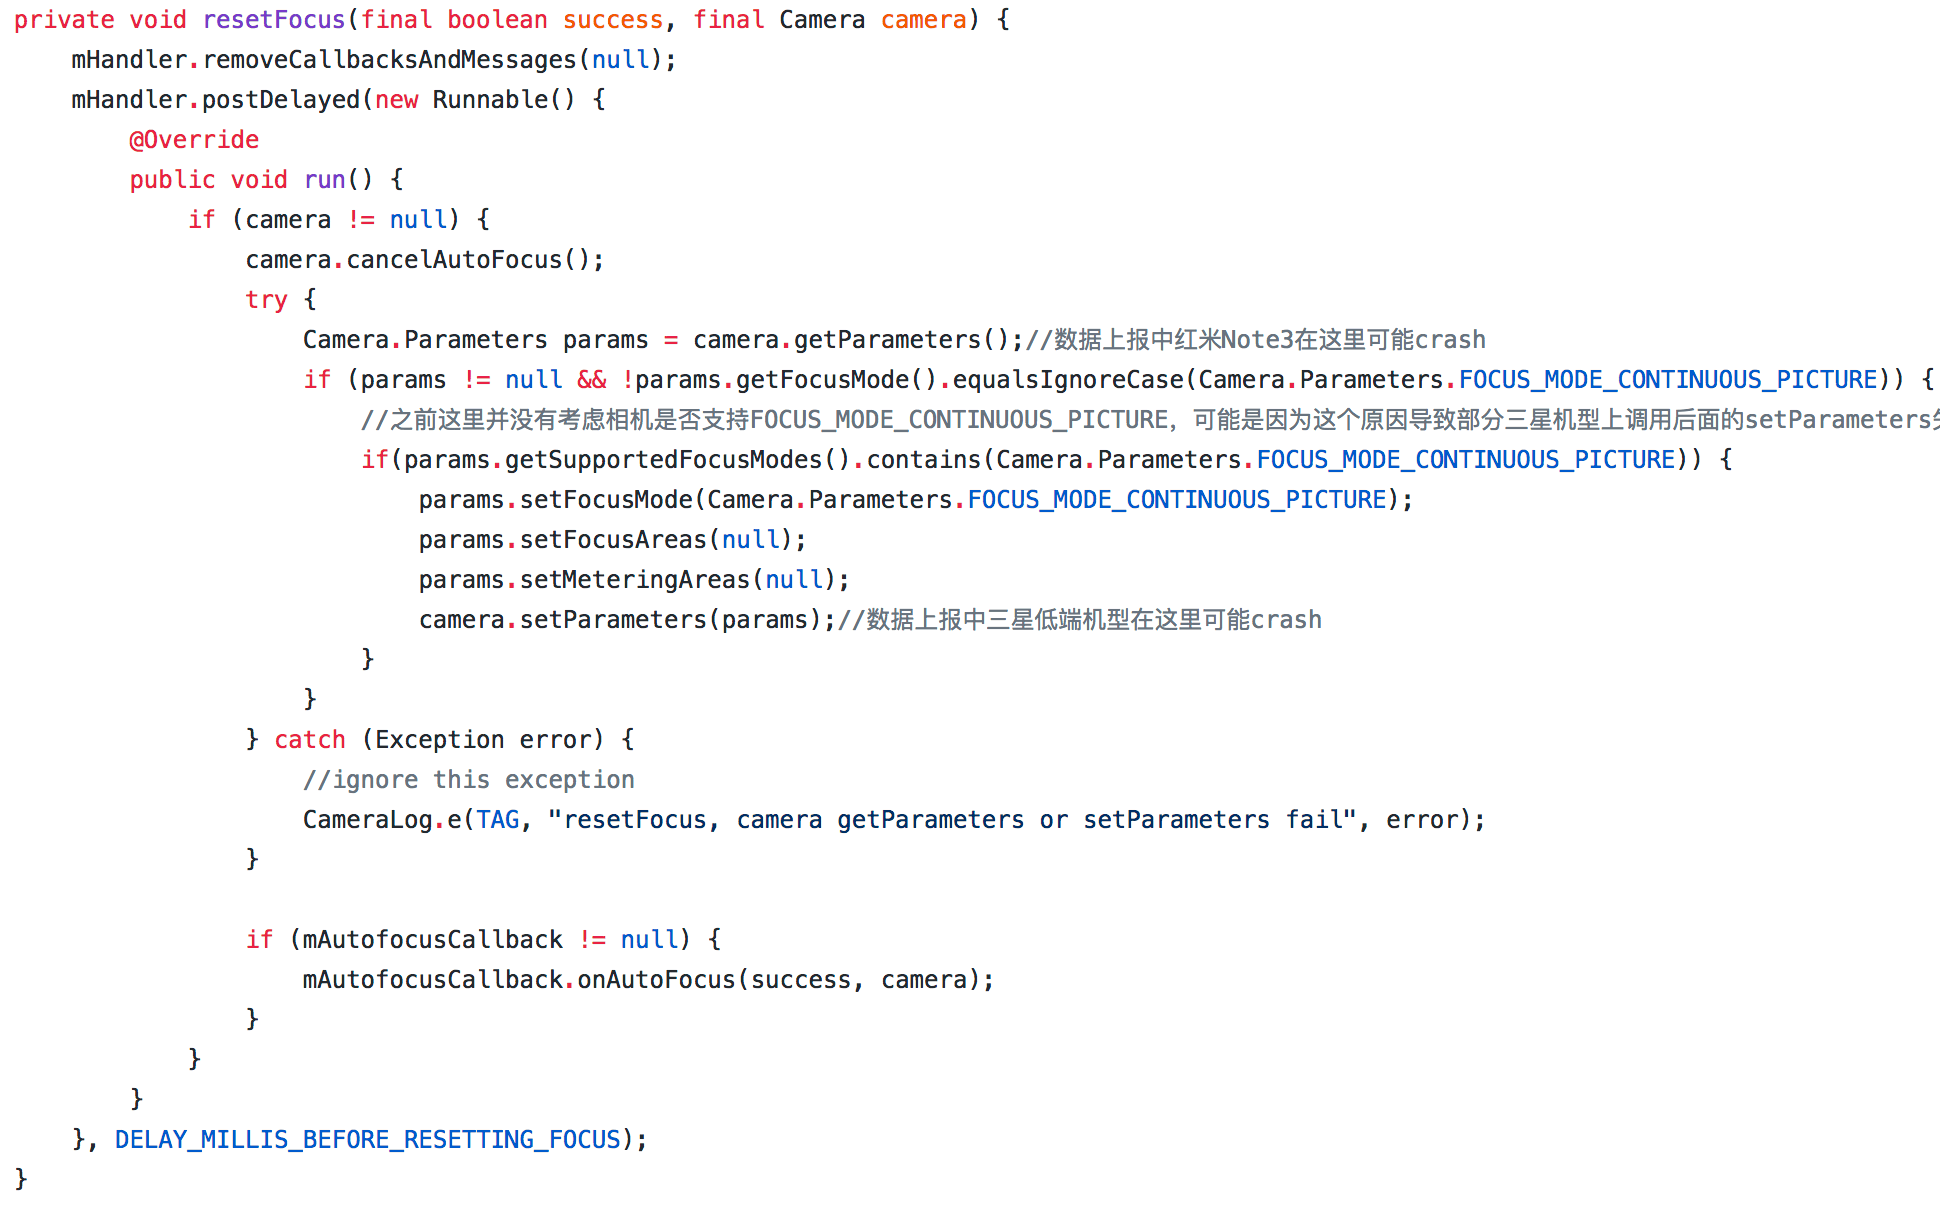 private void resetFocus(final boolean success, final Camera camera) {
    mHandler.removeCallbacksAndMessages(null);
    mHandler.postDelayed(new Runnable() {
        @Override
        public void run() {
            if (camera != null) {
                camera.cancelAutoFocus();
                try {
                    Camera.Parameters params = camera.getParameters();//数据上报中红米Note3在这里可能crash
                    if (params != null && !params.getFocusMode().equalsIgnoreCase(Camera.Parameters.FOCUS_MODE_CONTINUOUS_PICTURE)) {
                        //之前这里并没有考虑相机是否支持FOCUS_MODE_CONTINUOUS_PICTURE，可能是因为这个原因导致部分三星机型上调用后面的setParameters
                        if(params.getSupportedFocusModes().contains(Camera.Parameters.FOCUS_MODE_CONTINUOUS_PICTURE)) {
                            params.setFocusMode(Camera.Parameters.FOCUS_MODE_CONTINUOUS_PICTURE);
                            params.setFocusAreas(null);
                            params.setMeteringAreas(null);
                            camera.setParameters(params);//数据上报中三星低端机型在这里可能crash
                        }
                    }
                } catch (Exception error) {
                    //ignore this exception
                    CameraLog.e(TAG, "resetFocus, camera getParameters or setParameters fail", error);
                }

                if (mAutofocusCallback != null) {
                    mAutofocusCallback.onAutoFocus(success, camera);
                }
            }
        }
    }, DELAY_MILLIS_BEFORE_RESETTING_FOCUS);
}